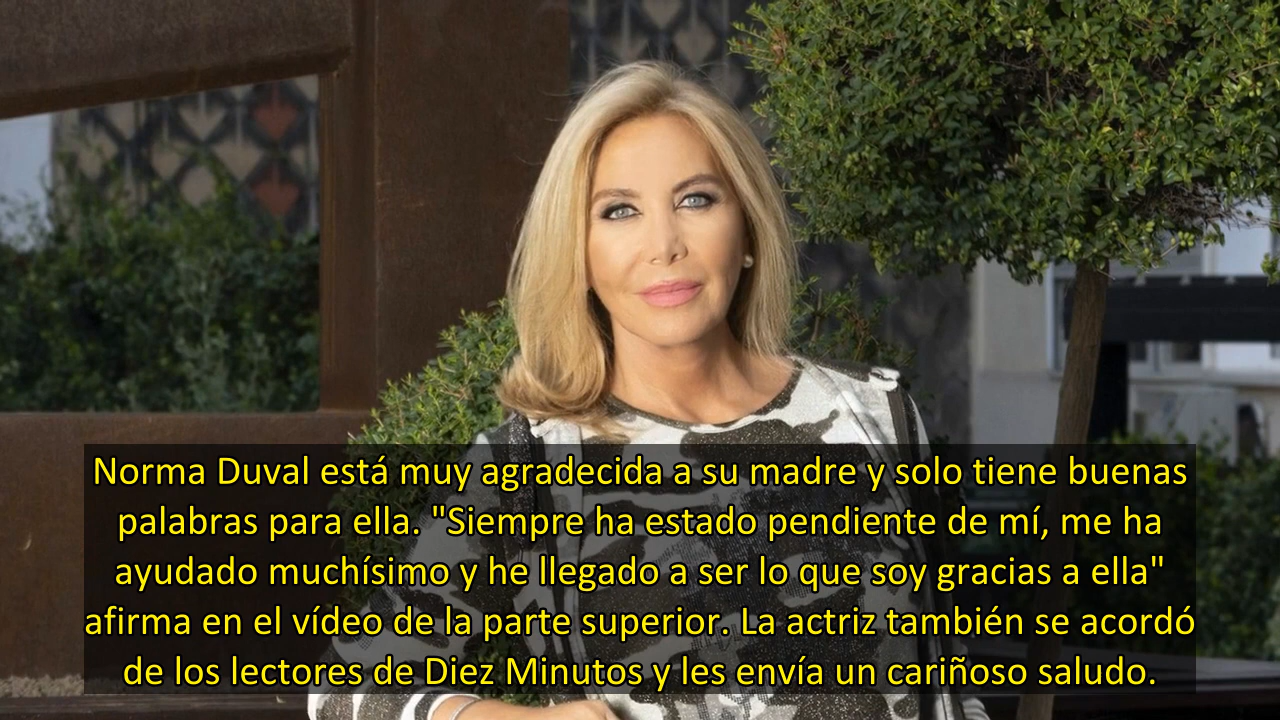 Norma Duval está muy agradecida a su madre y solo tiene buenas
palabras para ella. "Siempre ha estado pendiente de mí, me ha
ayudado muchísimo y he llegado a ser lo que soy gracias a ella"
afirma en el vídeo de la parte superior. La actriz también se acordó
de los lectores de Diez Minutos y les envía un cariñoso saludo.